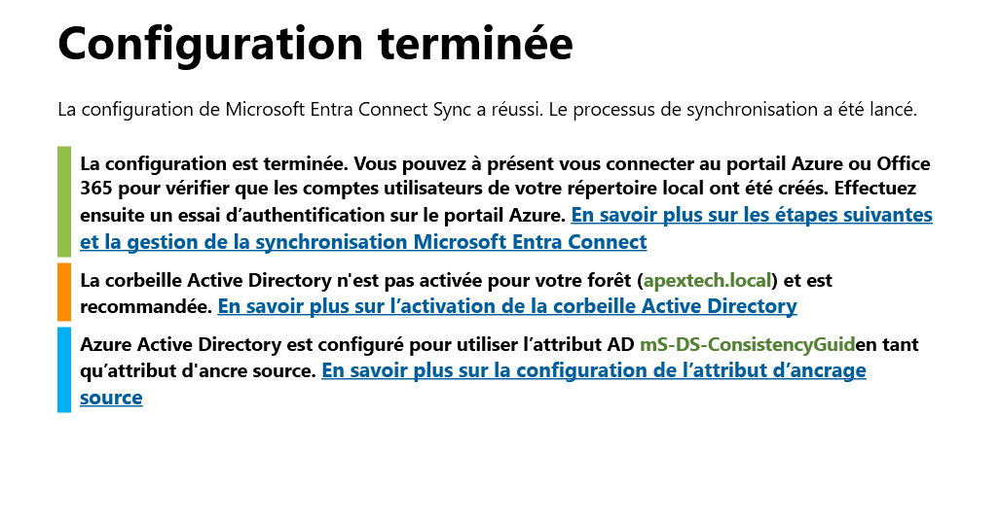 Configuration terminée
La configuration de Microsoft Entra Connect Sync a réussi. Le processus de synchronisation a été lancé.
La configuration est terminée. Vous pouvez à présent vous connecter au portail Azure ou Office
365 pour vérifier que les comptes utilisateurs de votre répertoire local ont été créés. Effectuez
ensuite un essai d’authentification sur le portail Azure. En savoir plus sur les étapes suivantes
et la gestion de la synchronisation Microsoft Entra Connect
La corbeille Active Directory n'est pas activée pour votre forêt (apextech.local) et est
recommandée. En savoir plus sur l’activation de la corbeille Active Directory
Azure Active Directory est configuré pour utiliser l’attribut AD mS-DS-ConsistencyGuiden tant
qu’attribut d'ancre source. En savoir plus sur la configuration de l’attribut d’ancrage
source